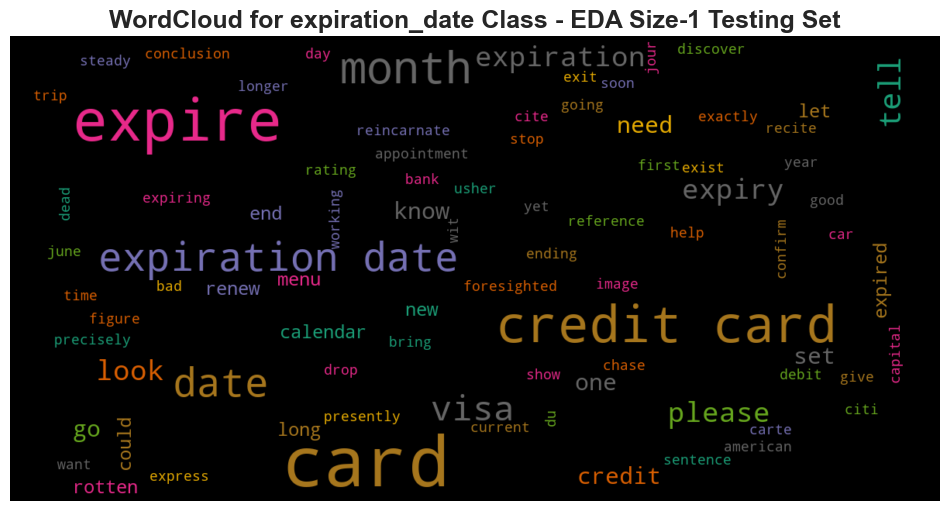 WordCloud for expiration_date Class - EDA Size-1 Testing Set
steady conclusion day month expiration jour discover
trip longer exit soon tell
expire reincarnate cite going need exactly let recite
appointment stop
rating bank usher first exist year
dead expiring end working know wit yet expiry good
reference help car
june expiration date ending confirm expired
time bad renew menu foresighted image
figure new credit card
precisely calendar bring capital
look date drop show chase one set debit give
visa please citi
go could long presently current du carte
want card american
rotten express credit sentence